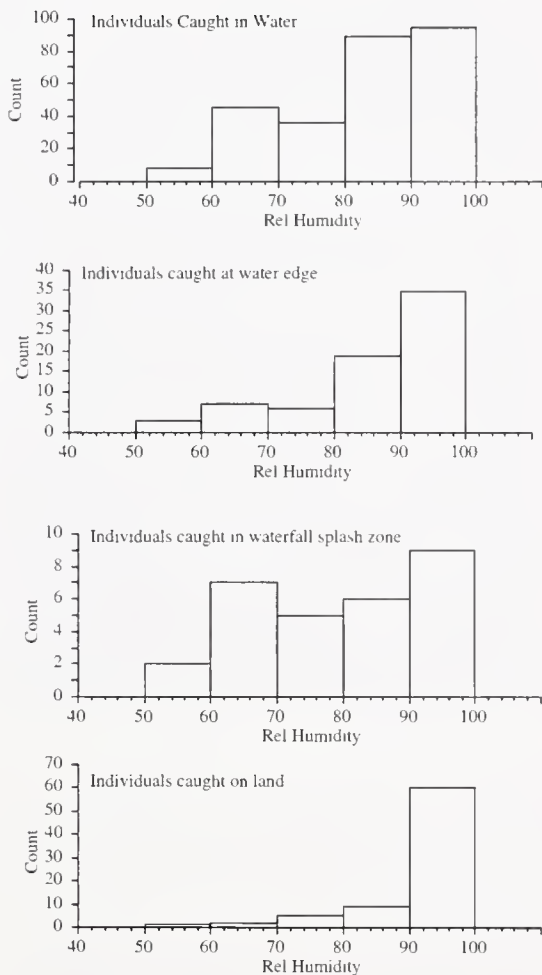 Individuals Caught in Water
100
80
60
40
20
0
Count
40 50 60 70 80 90 100
Rel Humidity
Individuals caught at water edge
40
35
30
25
20
15
10
5
0
Count
40 50 60 70 80 90 100
Rel Humidity
Individuals caught in waterfall splash zone
10
8
6
4
2
0
Count
40 50 60 70 80 90 100
Rel Humidity
Individuals caught on land
70
60
50
40
30
20
10
0
Count
40 50 60 70 80 90 100
Rel Humidity